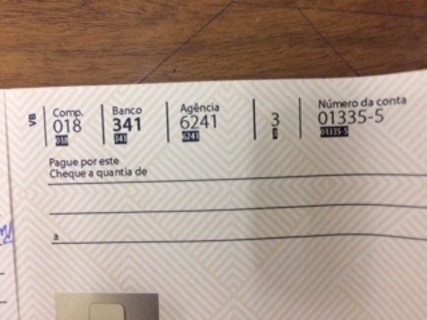 VB Comp. Banco Agência Número da conta
018 341 6241 3 01335-5
018 341 6241 3 01335-5
Pague por este
Cheque a quantia de
a